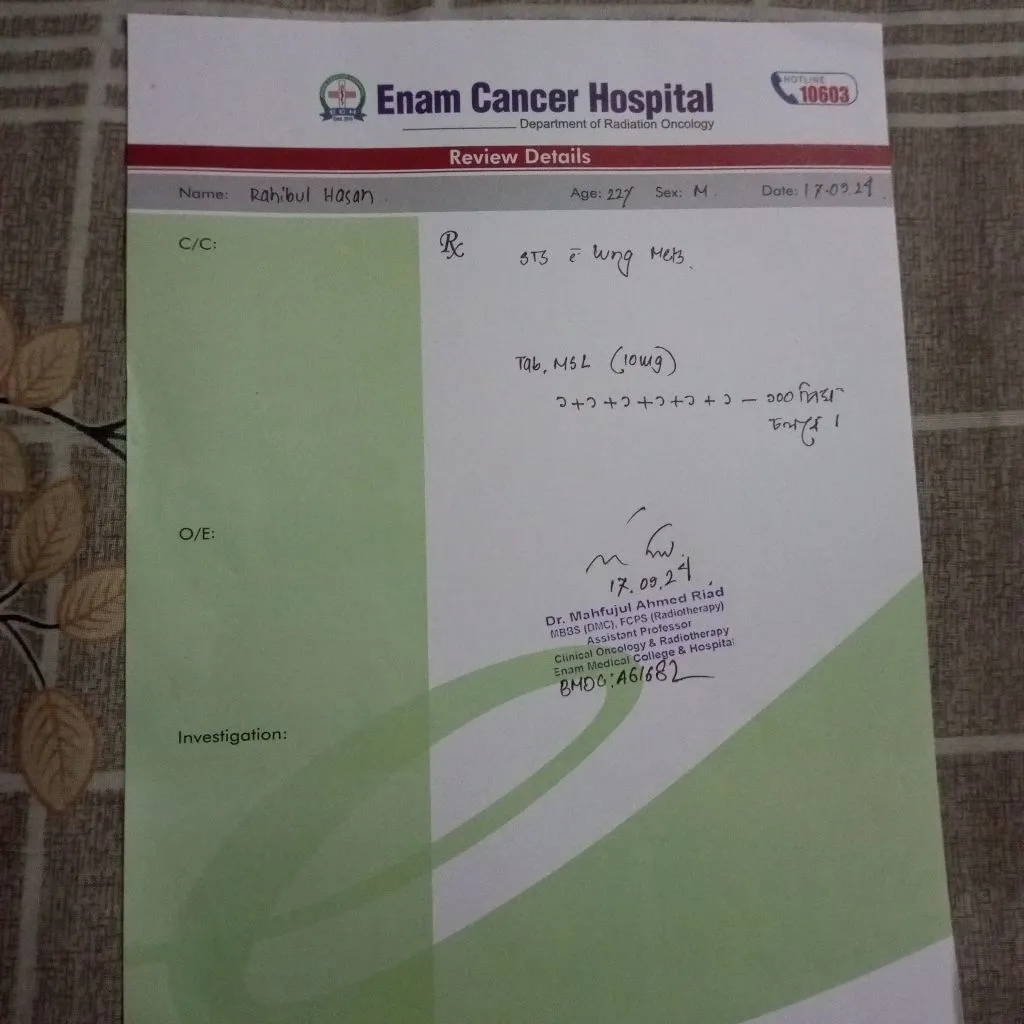 Enam Cancer Hospital
Department of Radiation Oncology
HOTLINE
10603
Review Details
Name: Rahibul Hasan Age: 22y Sex: M Date: 17.09.24
C/C:
Rx STS c̄ Lung Mets.
Tab. MSL (10mg)
১+১+১+১+১+১ — ১০০ টি
চলবে।
O/E:
17.09.24
Dr. Mahfujul Ahmed Riad
MBBS (DMC), FCPS (Radiotherapy)
Assistant Professor
Clinical Oncology & Radiotherapy
Enam Medical College & Hospital
BMDC: A61682
Investigation: